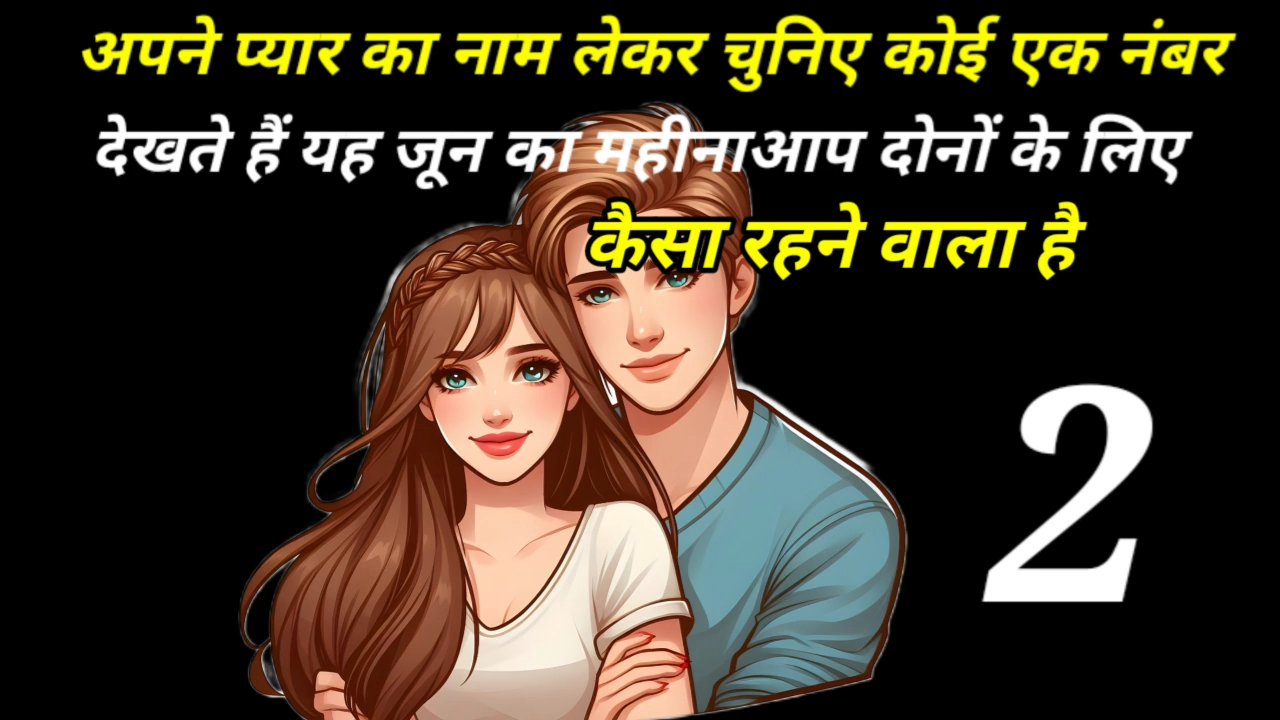 अपने प्यार का नाम लेकर चुनिए कोई एक नंबर
देखते हैं यह जून का महीनाआप दोनों के लिए
कैसा रहने वाला है
2